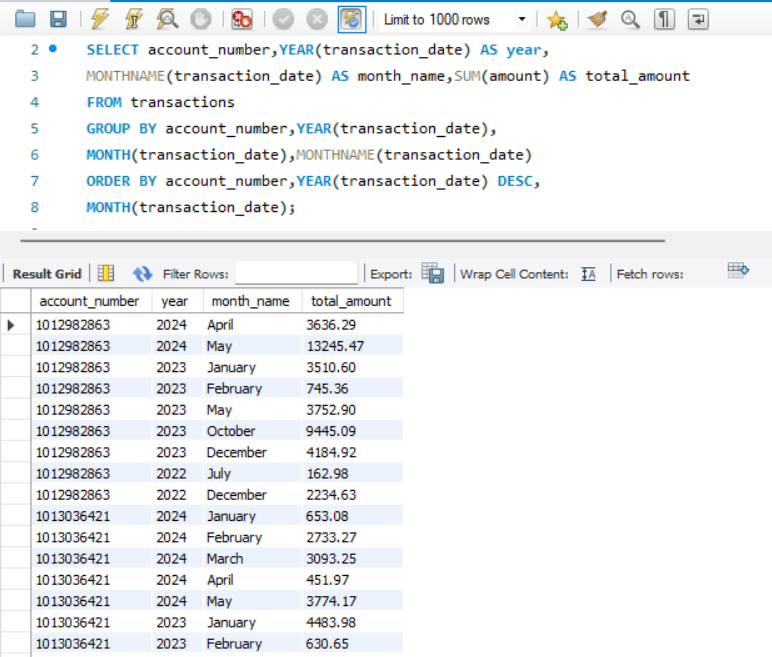 Limit to 1000 rows
2 SELECT account_number,YEAR(transaction_date) AS year,
3 MONTHNAME(transaction_date) AS month_name,SUM(amount) AS total_amount
4 FROM transactions
5 GROUP BY account_number,YEAR(transaction_date),
6 MONTH(transaction_date),MONTHNAME(transaction_date)
7 ORDER BY account_number,YEAR(transaction_date) DESC,
8 MONTH(transaction_date);
Result Grid Filter Rows: Export: Wrap Cell Content: Fetch rows:
account_number year month_name total_amount
1012982863 2024 April 3636.29
1012982863 2024 May 13245.47
1012982863 2023 January 3510.60
1012982863 2023 February 745.36
1012982863 2023 May 3752.90
1012982863 2023 October 9445.09
1012982863 2023 December 4184.92
1012982863 2022 July 162.98
1012982863 2022 December 2234.63
1013036421 2024 January 653.08
1013036421 2024 February 2733.27
1013036421 2024 March 3093.25
1013036421 2024 April 451.97
1013036421 2024 May 3774.17
1013036421 2023 January 4483.98
1013036421 2023 February 630.65